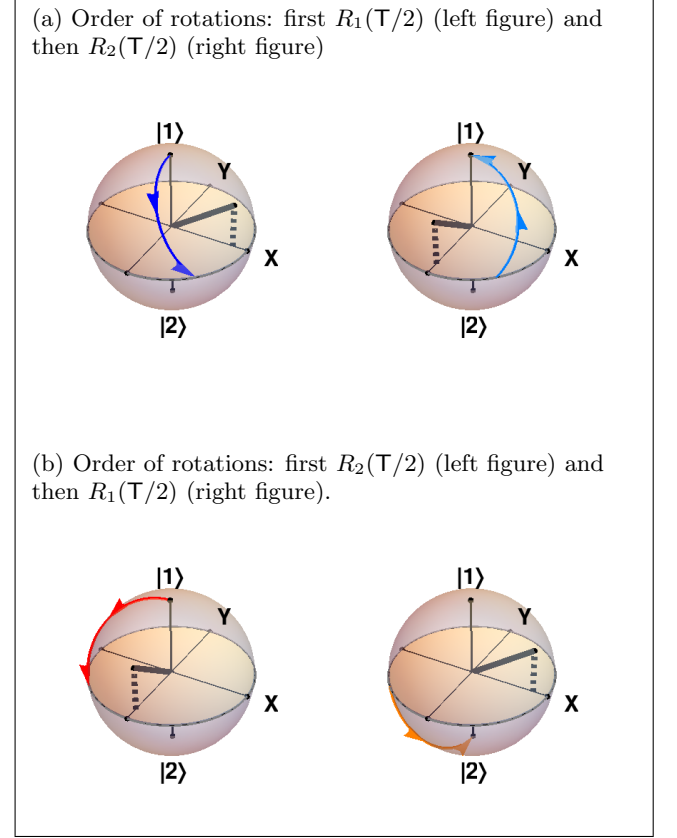 (a) Order of rotations: first R₁(T/2) (left figure) and
then R₂(T/2) (right figure)
|1⟩ |1⟩
Y Y
X X
|2⟩ |2⟩
(b) Order of rotations: first R₂(T/2) (left figure) and
then R₁(T/2) (right figure).
|1⟩ |1⟩
Y Y
X X
|2⟩ |2⟩